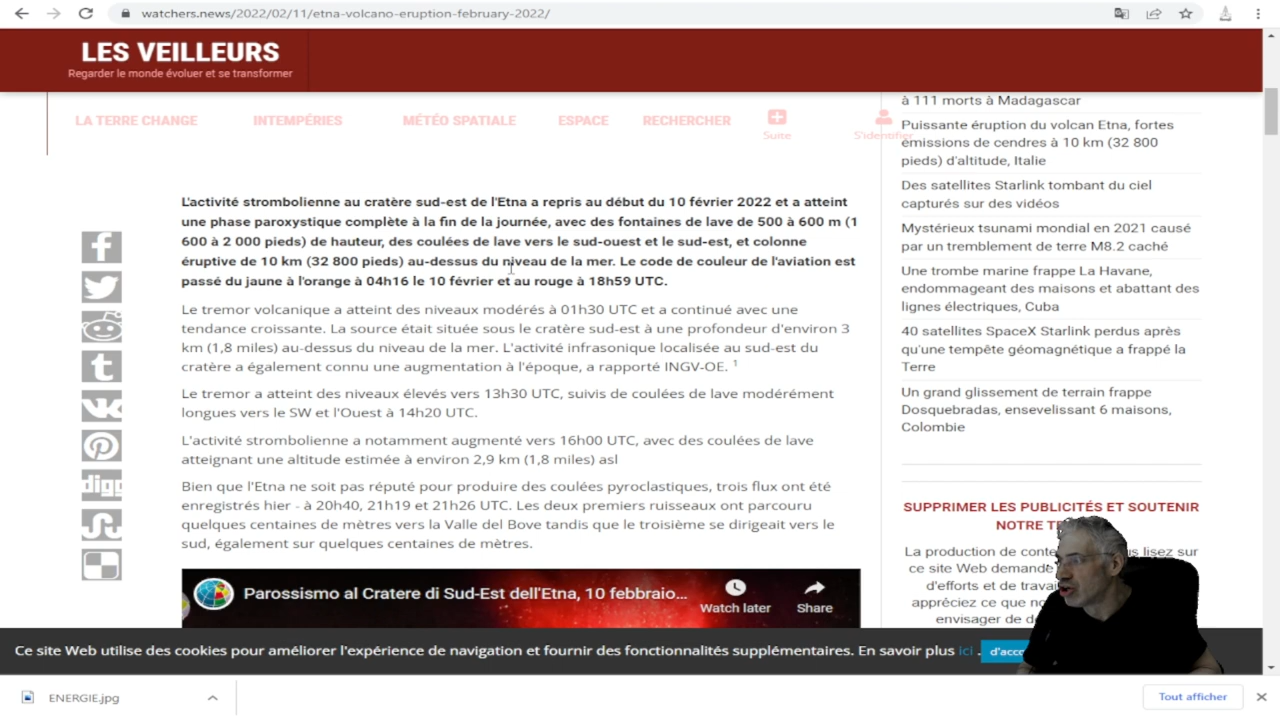 watchers.news/2022/02/11/etna-volcano-eruption-february-2022/
LES VEILLEURS
Regarder le monde évoluer et se transformer
LA TERRE CHANGE
INTEMPÉRIES
MÉTÉO SPATIALE
ESPACE
RECHERCHER
Suite
S'identifier
L'activité strombolienne au cratère sud-est de l'Etna a repris au début du 10 février 2022 et a atteint
une phase paroxystique complète à la fin de la journée, avec des fontaines de lave de 500 à 600 m (1
600 à 2 000 pieds) de hauteur, des coulées de lave vers le sud-ouest et le sud-est, et colonne
éruptive de 10 km (32 800 pieds) au-dessus du niveau de la mer. Le code de couleur de l'aviation est
passé du jaune à l'orange à 04h16 le 10 février et au rouge à 18h59 UTC.
Le tremor volcanique a atteint des niveaux modérés à 01h30 UTC et a continué avec une
tendance croissante. La source était située sous le cratère sud-est à une profondeur d'environ 3
km (1,8 miles) au-dessus du niveau de la mer. L'activité infrasonique localisée au sud-est du
cratère a également connu une augmentation à l'époque, a rapporté INGV-OE. 1
Le tremor a atteint des niveaux élevés vers 13h30 UTC, suivis de coulées de lave modérément
longues vers le SW et l'Ouest à 14h20 UTC.
L'activité strombolienne a notamment augmenté vers 16h00 UTC, avec des coulées de lave
atteignant une altitude estimée à environ 2,9 km (1,8 miles) asl
Bien que l'Etna ne soit pas réputé pour produire des coulées pyroclastiques, trois flux ont été
enregistrés hier - à 20h40, 21h19 et 21h26 UTC. Les deux premiers ruisseaux ont parcouru
quelques centaines de mètres vers la Valle del Bove tandis que le troisième se dirigeait vers le
sud, également sur quelques centaines de mètres.
digg
Parossismo al Cratere di Sud-Est dell'Etna, 10 febbraio...
Watch later
Share
à 111 morts à Madagascar
Puissante éruption du volcan Etna, fortes
émissions de cendres à 10 km (32 800
pieds) d'altitude, Italie
Des satellites Starlink tombant du ciel
capturés sur des vidéos
Mystérieux tsunami mondial en 2021 causé
par un tremblement de terre M8.2 caché
Une trombe marine frappe La Havane,
endommageant des maisons et abattant des
lignes électriques, Cuba
40 satellites SpaceX Starlink perdus après
qu'une tempête géomagnétique a frappé la
Terre
Un grand glissement de terrain frappe
Dosquebradas, ensevelissant 6 maisons,
Colombie
SUPPRIMER LES PUBLICITÉS ET SOUTENIR
NOTRE
La production de lisez sur
ce site Web demande
d'efforts et de
appréciez ce que
envisager de
Ce site Web utilise des cookies pour améliorer l'expérience de navigation et fournir des fonctionnalités supplémentaires. En savoir plus ici .
ENERGIE.jpg
Tout afficher